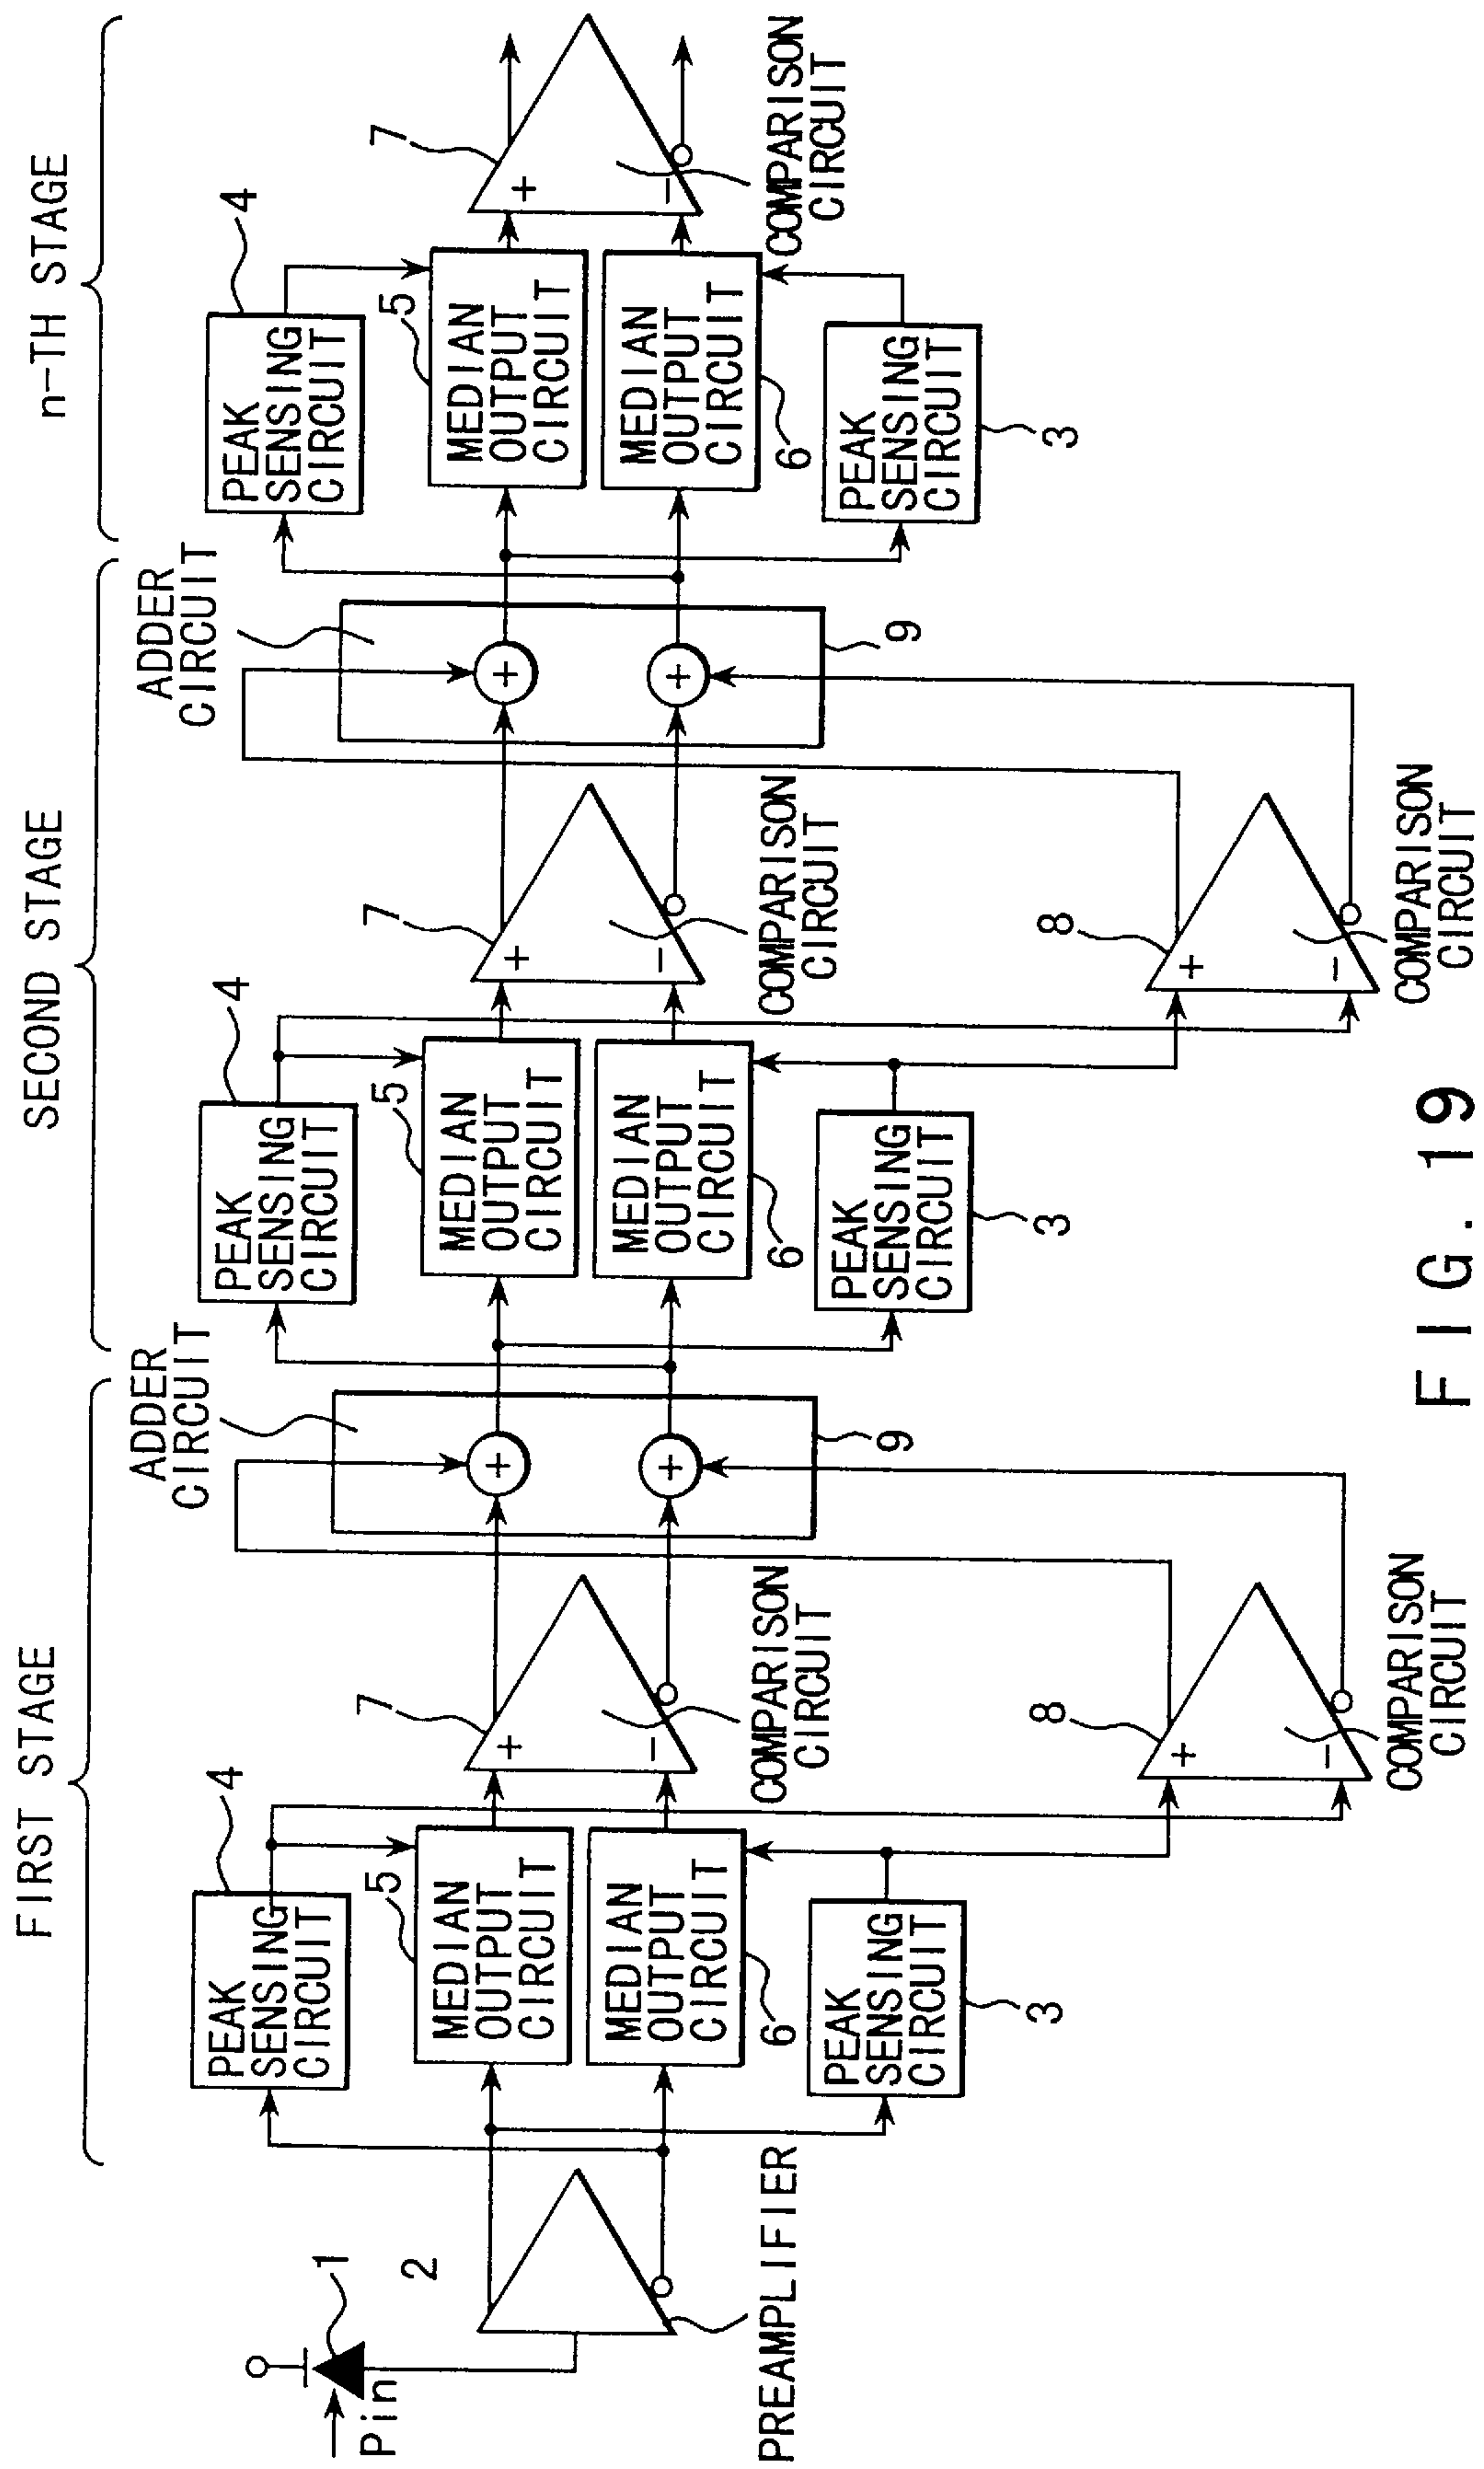 FIRST STAGE
SECOND STAGE
n-TH STAGE
Pin
1
2
PREAMPLIFIER
4
PEAK
SENSING
CIRCUIT
5
MEDIAN
OUTPUT
CIRCUIT
MEDIAN
OUTPUT
CIRCUIT
6
PEAK
SENSING
CIRCUIT
3
7
+
−
COMPARISON
CIRCUIT
8
+
−
COMPARISON
CIRCUIT
ADDER
CIRCUIT
+
+
9
4
PEAK
SENSING
CIRCUIT
5
MEDIAN
OUTPUT
CIRCUIT
MEDIAN
OUTPUT
CIRCUIT
6
PEAK
SENSING
CIRCUIT
3
7
+
−
COMPARISON
CIRCUIT
8
+
−
COMPARISON
CIRCUIT
ADDER
CIRCUIT
+
+
9
4
PEAK
SENSING
CIRCUIT
5
MEDIAN
OUTPUT
CIRCUIT
MEDIAN
OUTPUT
CIRCUIT
6
PEAK
SENSING
CIRCUIT
3
7
+
−
COMPARISON
CIRCUIT
FIG. 19